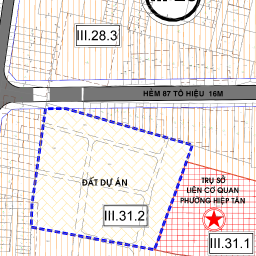 III.28.3
HẺM 87 TÔ HIỆU 16M
ĐẤT DỰ ÁN
III.31.2
TRỤ SỞ
LIÊN CƠ QUAN
PHƯỜNG HIỆP TÂN
III.31.1